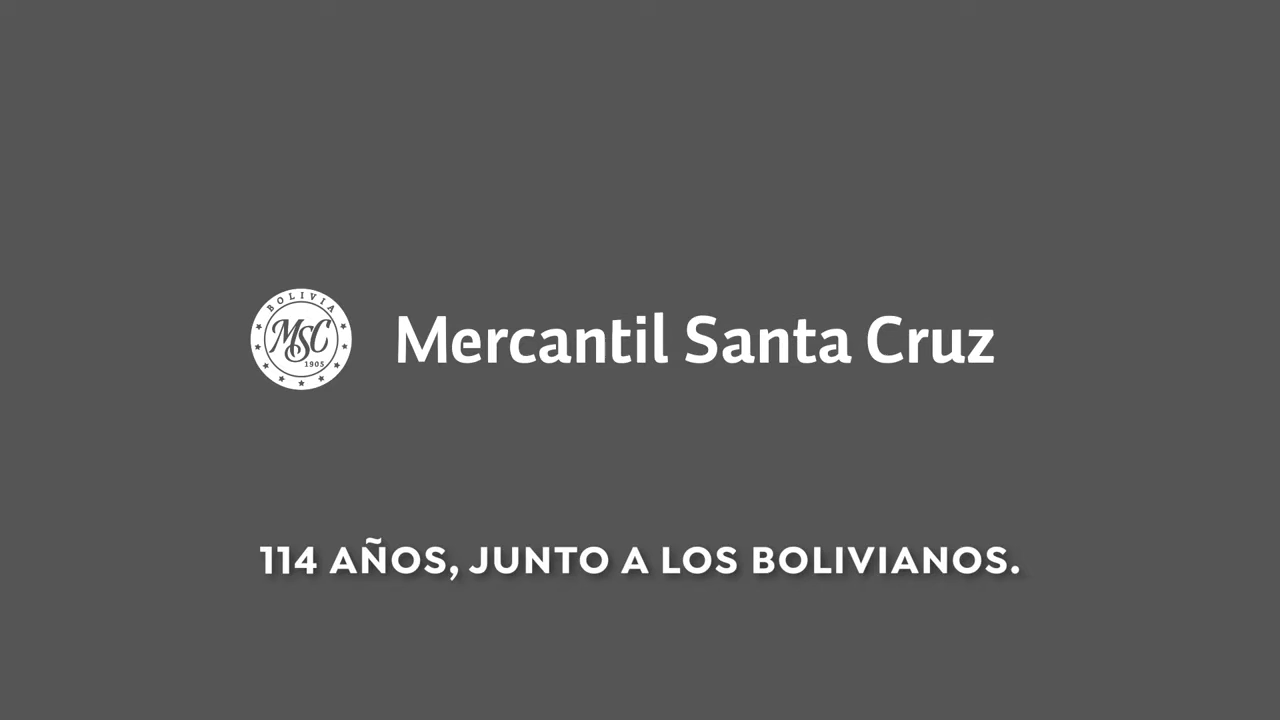 BOLIVIA
MSC
1905
Mercantil Santa Cruz
114 AÑOS, JUNTO A LOS BOLIVIANOS.